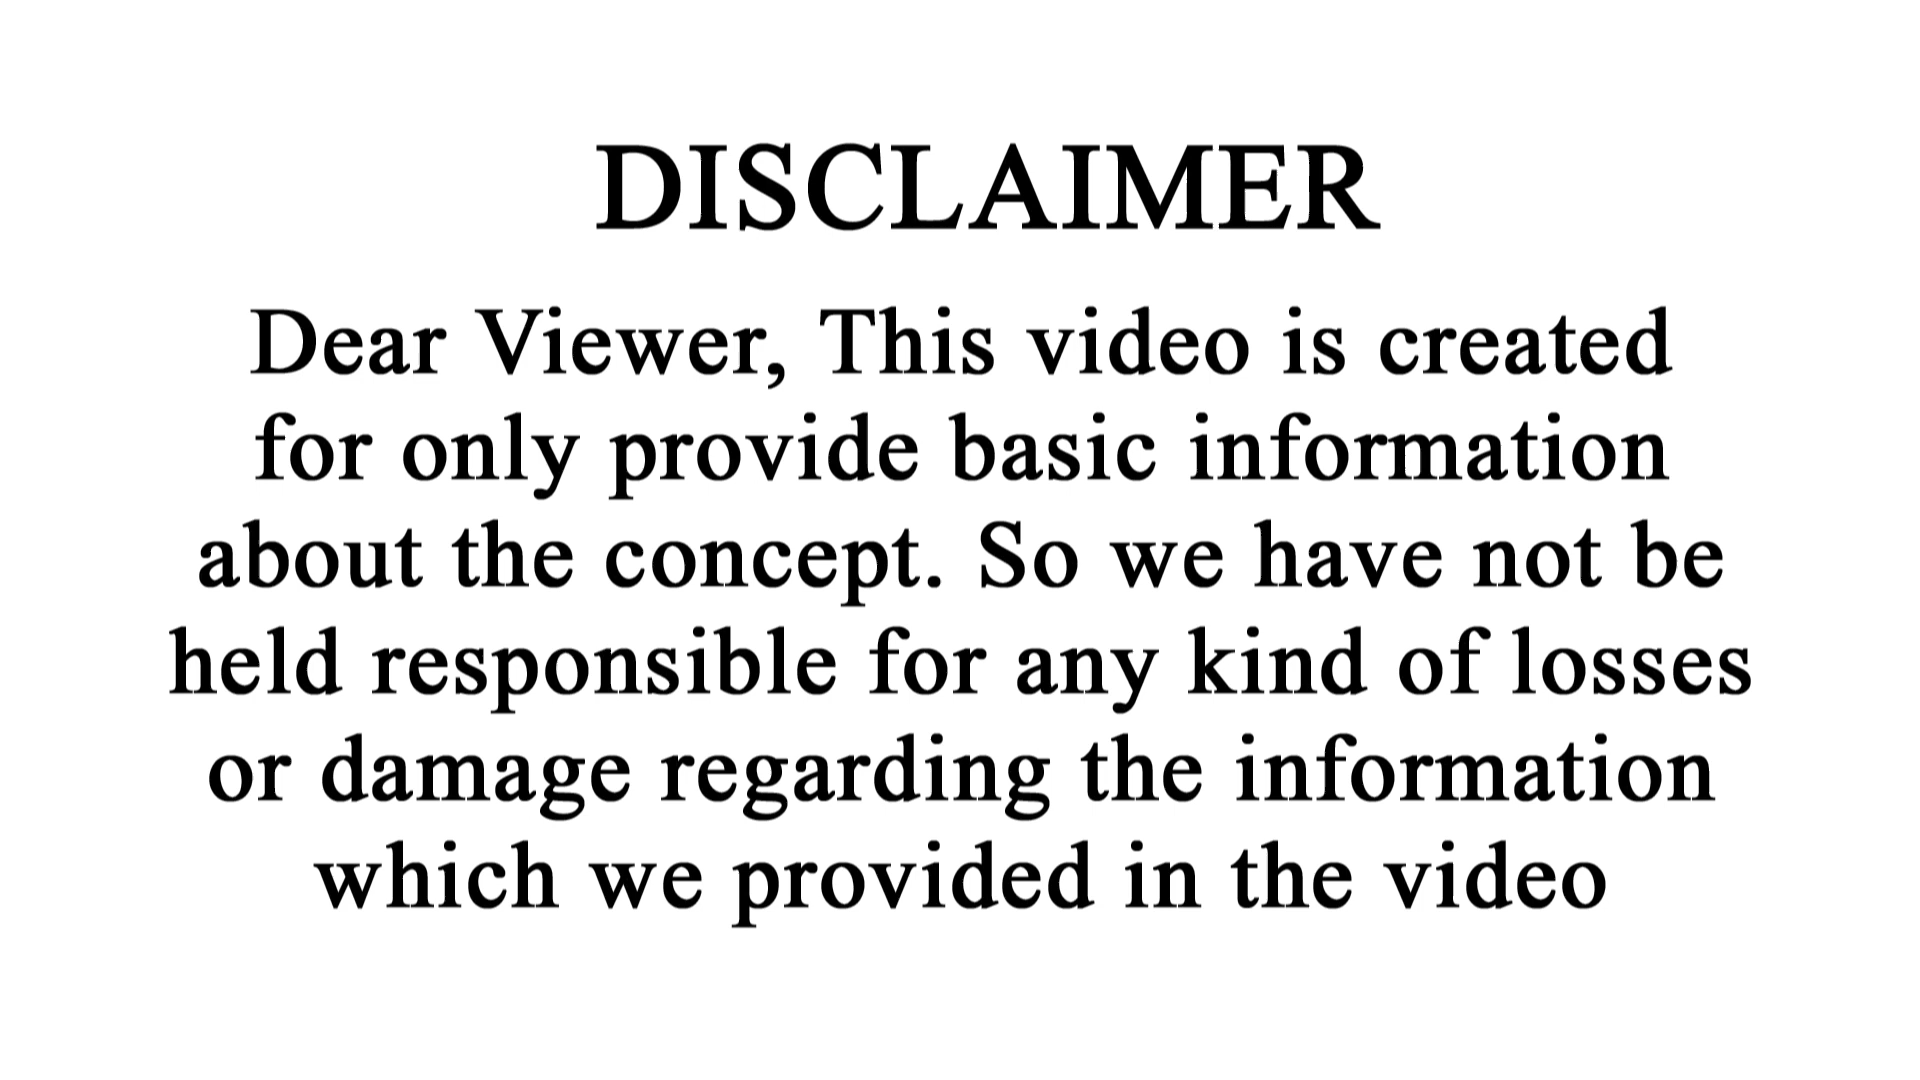 DISCLAIMER
Dear Viewer, This video is created
for only provide basic information
about the concept. So we have not be
held responsible for any kind of losses
or damage regarding the information
which we provided in the video